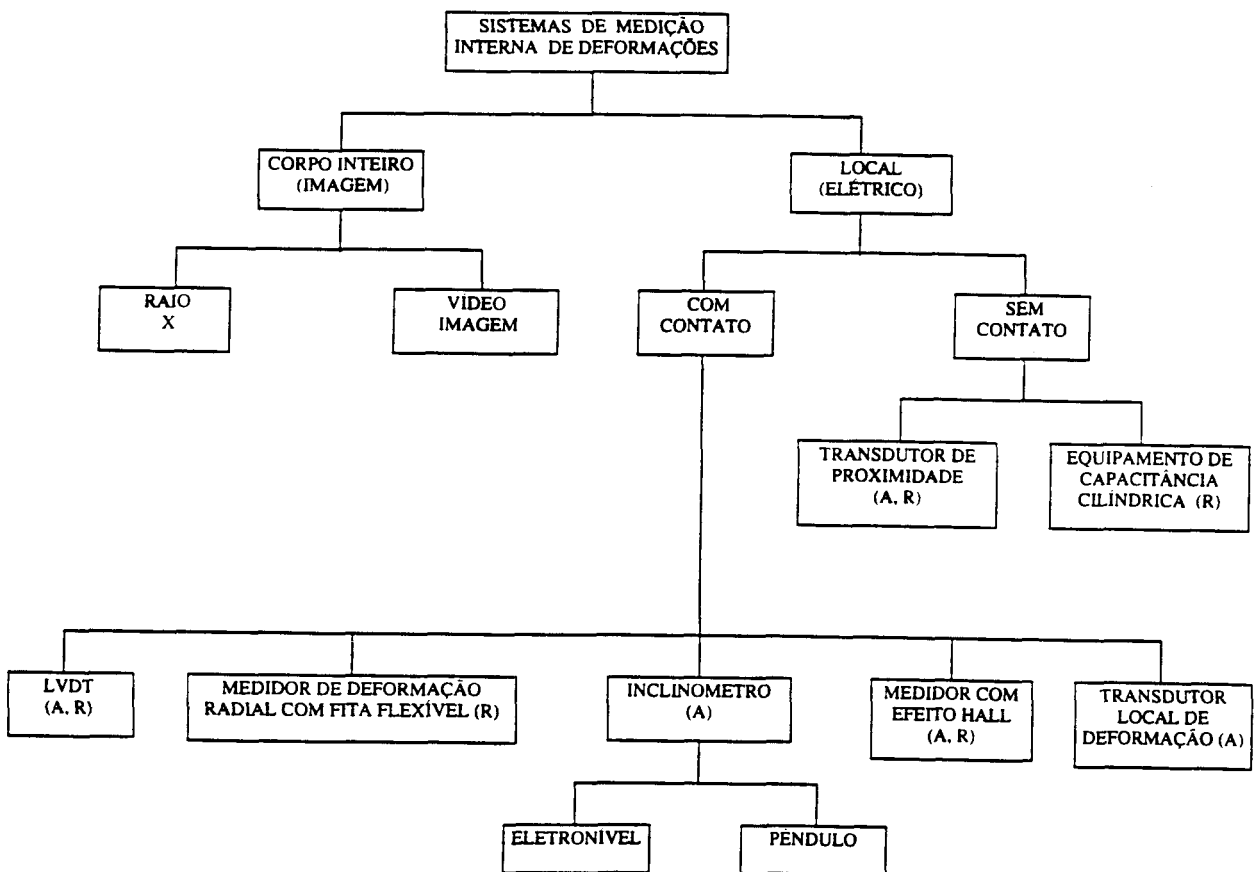 SISTEMAS DE MEDIÇÃO
INTERNA DE DEFORMAÇÕES
CORPO INTEIRO
(IMAGEM)
LOCAL
(ELÉTRICO)
RAIO
X
VÍDEO
IMAGEM
COM
CONTATO
SEM
CONTATO
TRANSDUTOR DE
PROXIMIDADE
(A, R)
EQUIPAMENTO DE
CAPACITÂNCIA
CILÍNDRICA (R)
LVDT
(A, R)
MEDIDOR DE DEFORMAÇÃO
RADIAL COM FITA FLEXÍVEL (R)
INCLINOMETRO
(A)
MEDIDOR COM
EFEITO HALL
(A, R)
TRANSDUTOR
LOCAL DE
DEFORMAÇÃO (A)
ELETRONÍVEL
PÊNDULO